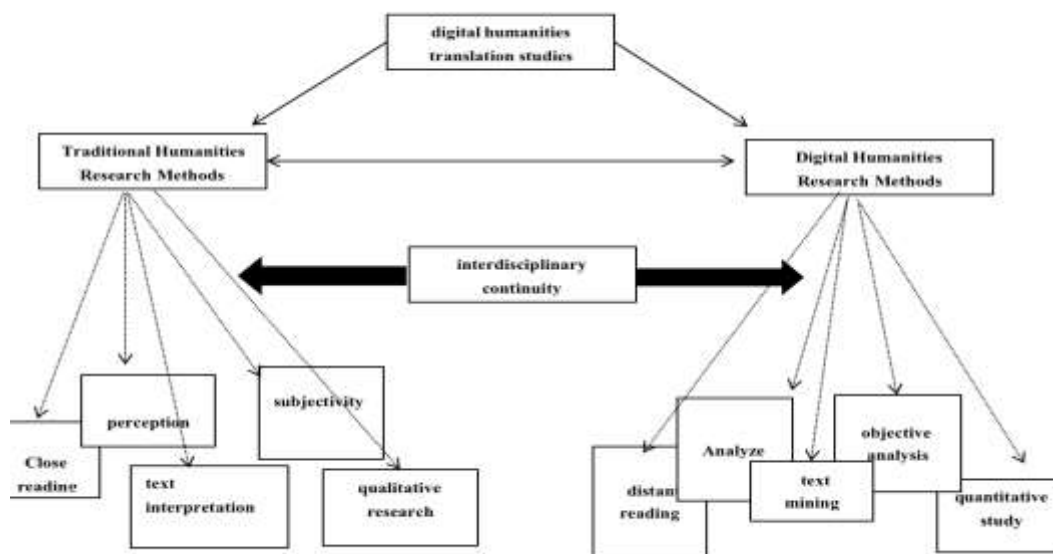 digital humanities
translation studies
Traditional Humanities
Research Methods
Digital Humanities
Research Methods
interdisciplinary
continuity
perception
subjectivity
Close
readine
text
interpretation
qualitative
research
Analyze
objective
analysis
distant
reading
text
mining
quantitative
study